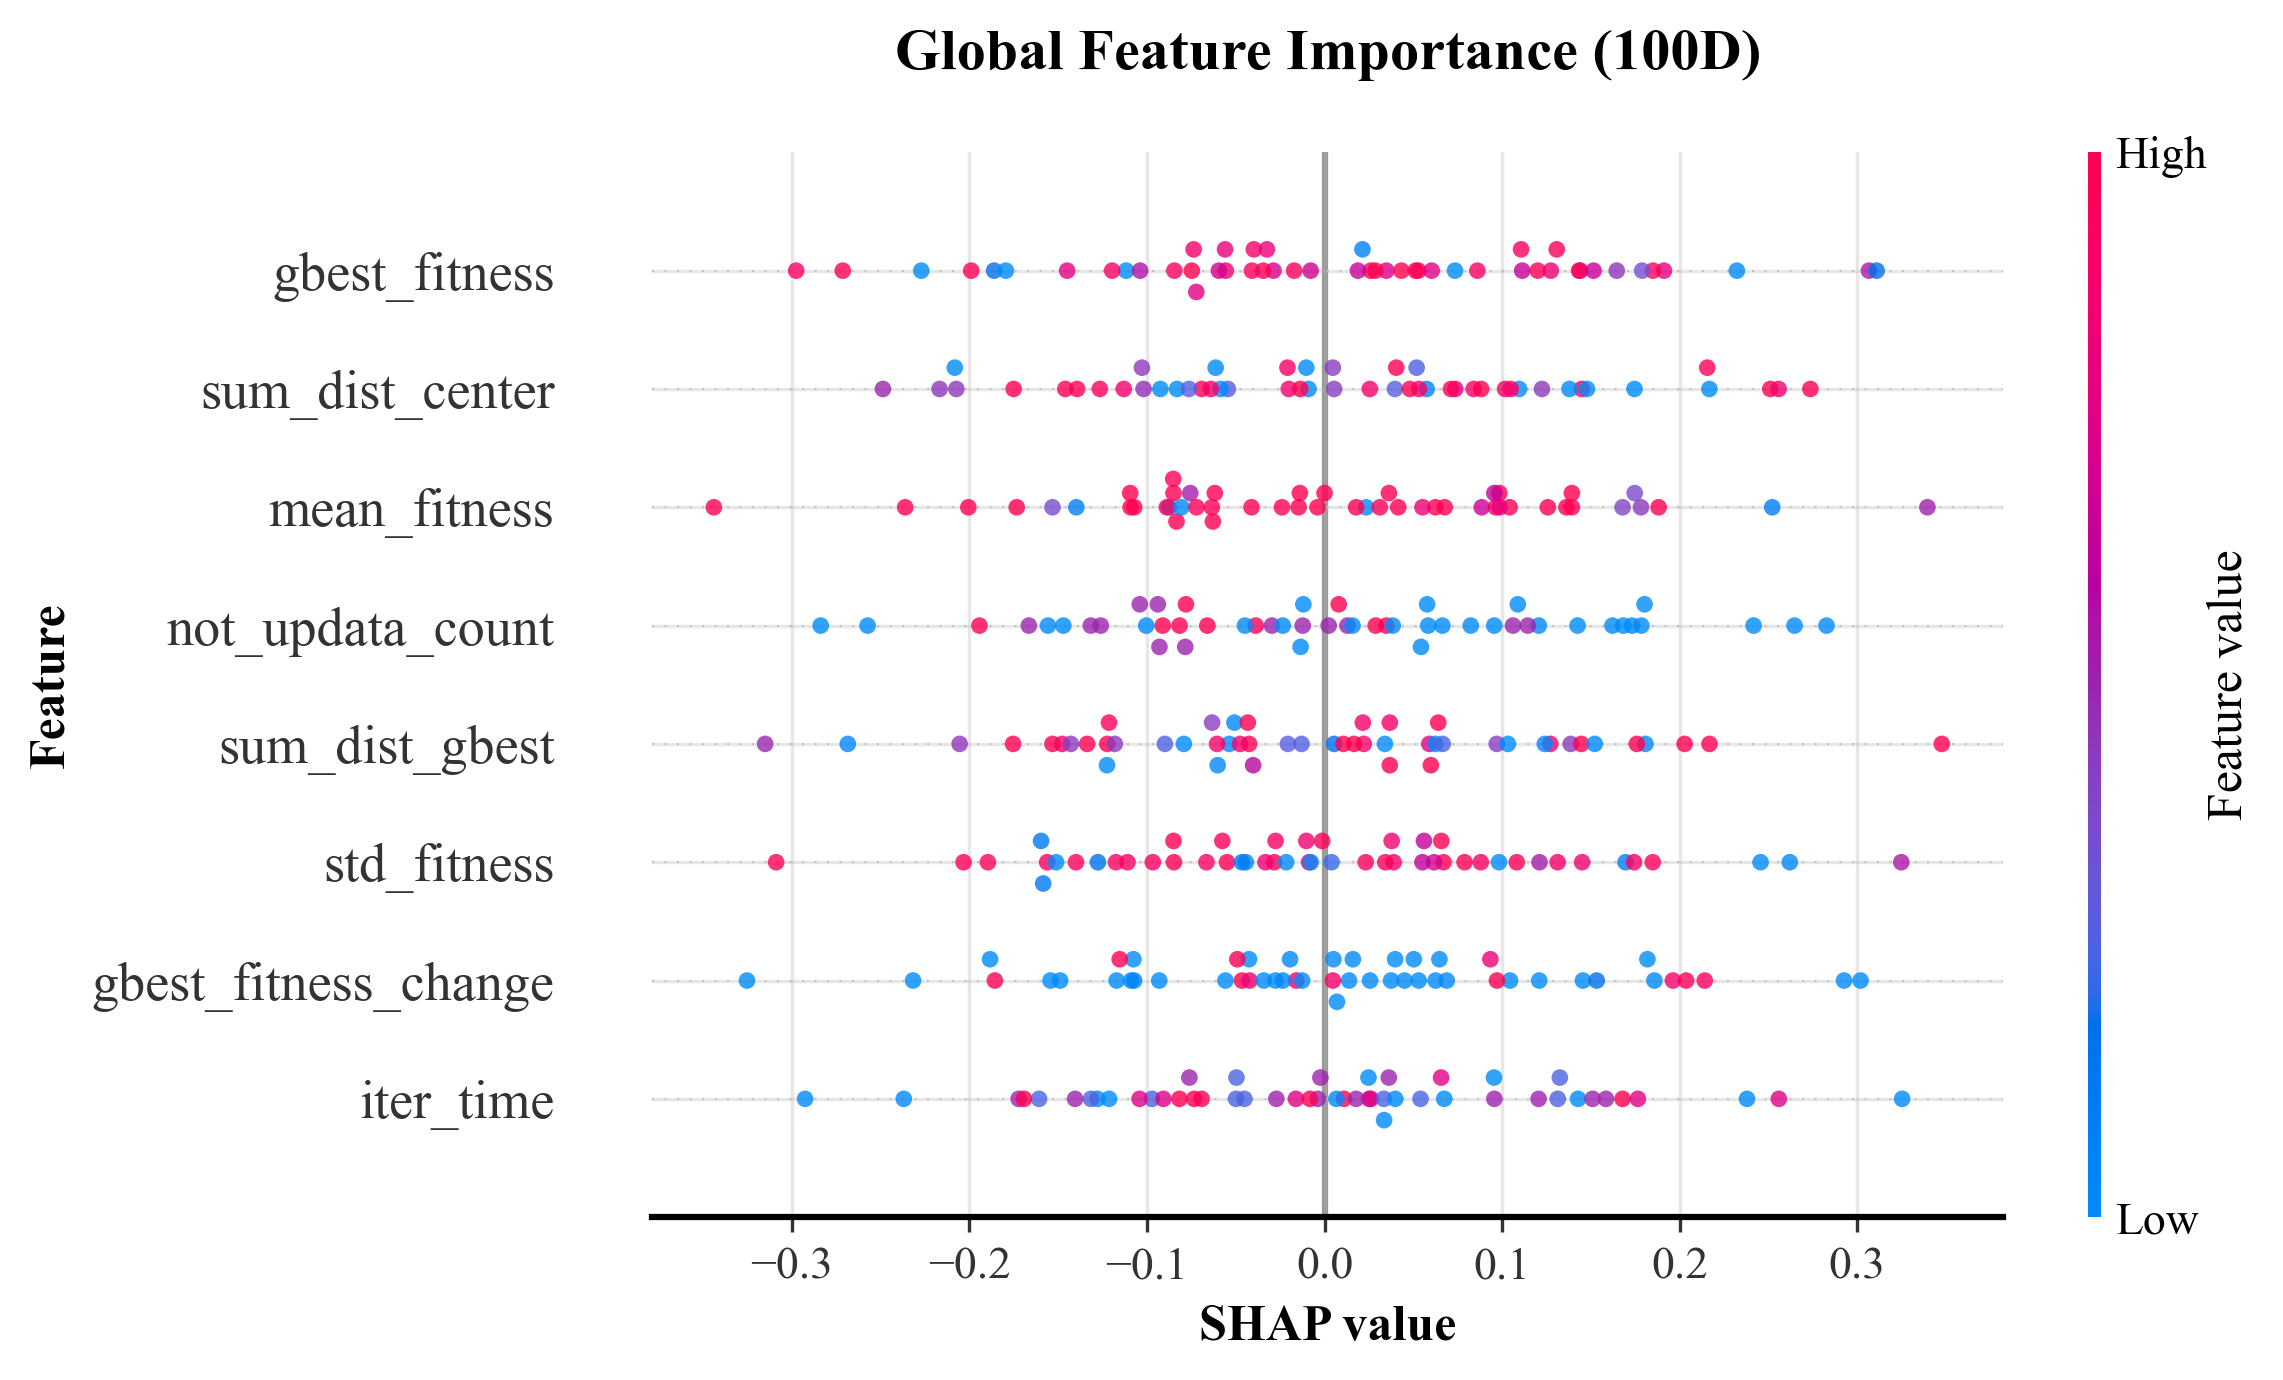 Global Feature Importance (100D)
High
gbest_fitness
sum_dist_center
mean_fitness
not_updata_count
sum_dist_gbest
std_fitness
gbest_fitness_change
iter_time
Feature
Feature value
Low
−0.3 −0.2 −0.1 0.0 0.1 0.2 0.3
SHAP value